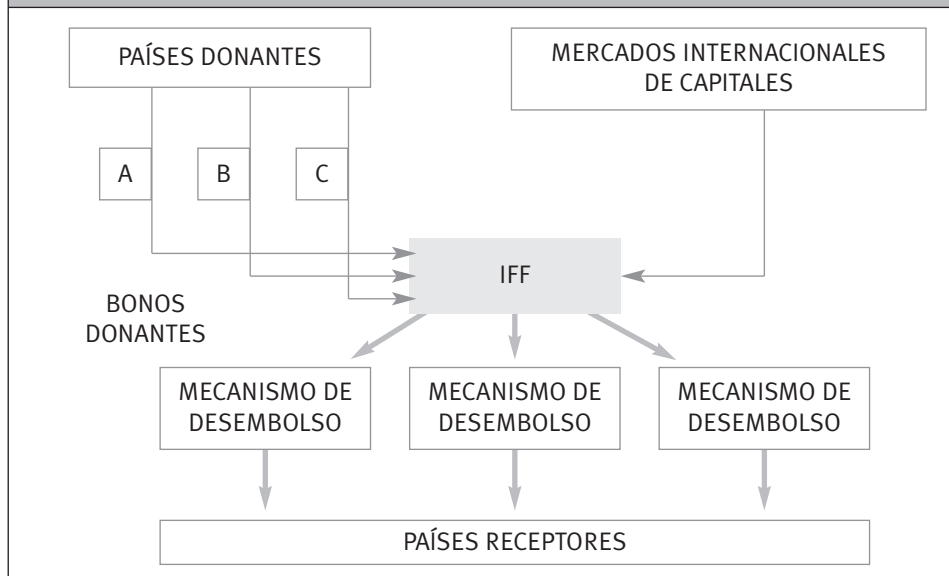 PAÍSES DONANTES
MERCADOS INTERNACIONALES
DE CAPITALES
A
B
C
IFF
BONOS
DONANTES
MECANISMO DE
DESEMBOLSO
MECANISMO DE
DESEMBOLSO
MECANISMO DE
DESEMBOLSO
PAÍSES RECEPTORES